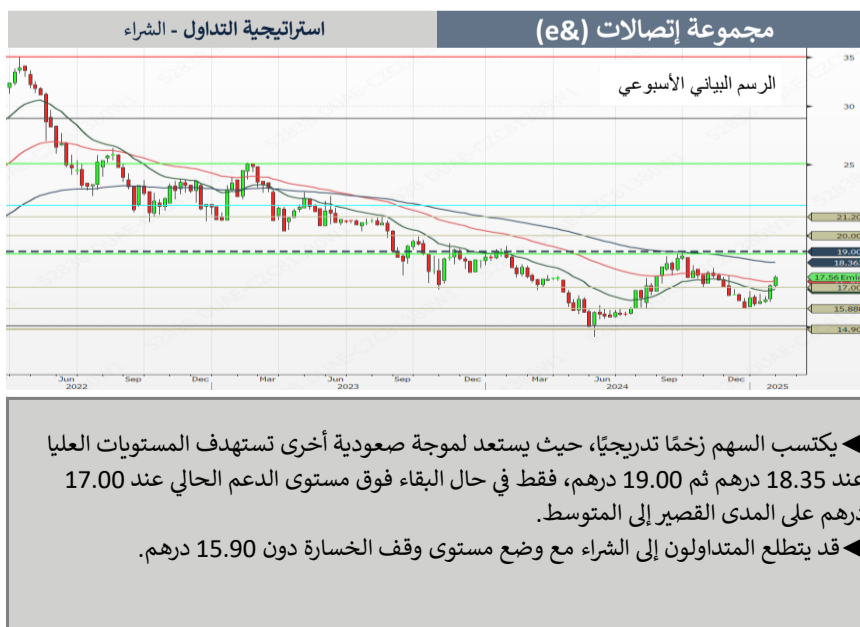 مجموعة إتصالات (e&)
استراتيجية التداول - الشراء
الرسم البياني الأسبوعي
35
30
25
21.20
20.00
19.00
18.36
17.56 Emi
17.00
15.88
14.90
Jun Sep Dec Mar Jun Sep Dec Mar Jun Sep Dec
2022 2023 2024 2025
◄يكتسب السهم زخمًا تدريجيًا، حيث يستعد لموجة صعودية أخرى تستهدف المستويات العليا
عند 18.35 درهم ثم 19.00 درهم، فقط في حال البقاء فوق مستوى الدعم الحالي عند 17.00
درهم على المدى القصير إلى المتوسط.
◄قد يتطلع المتداولون إلى الشراء مع وضع مستوى وقف الخسارة دون 15.90 درهم.